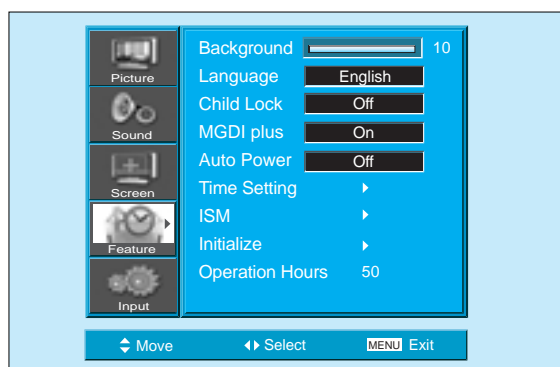 Picture
Sound
Screen
Feature
Input
Background 10
Language English
Child Lock Off
MGDI plus On
Auto Power Off
Time Setting
ISM
Initialize
Operation Hours 50
Move Select MENU Exit